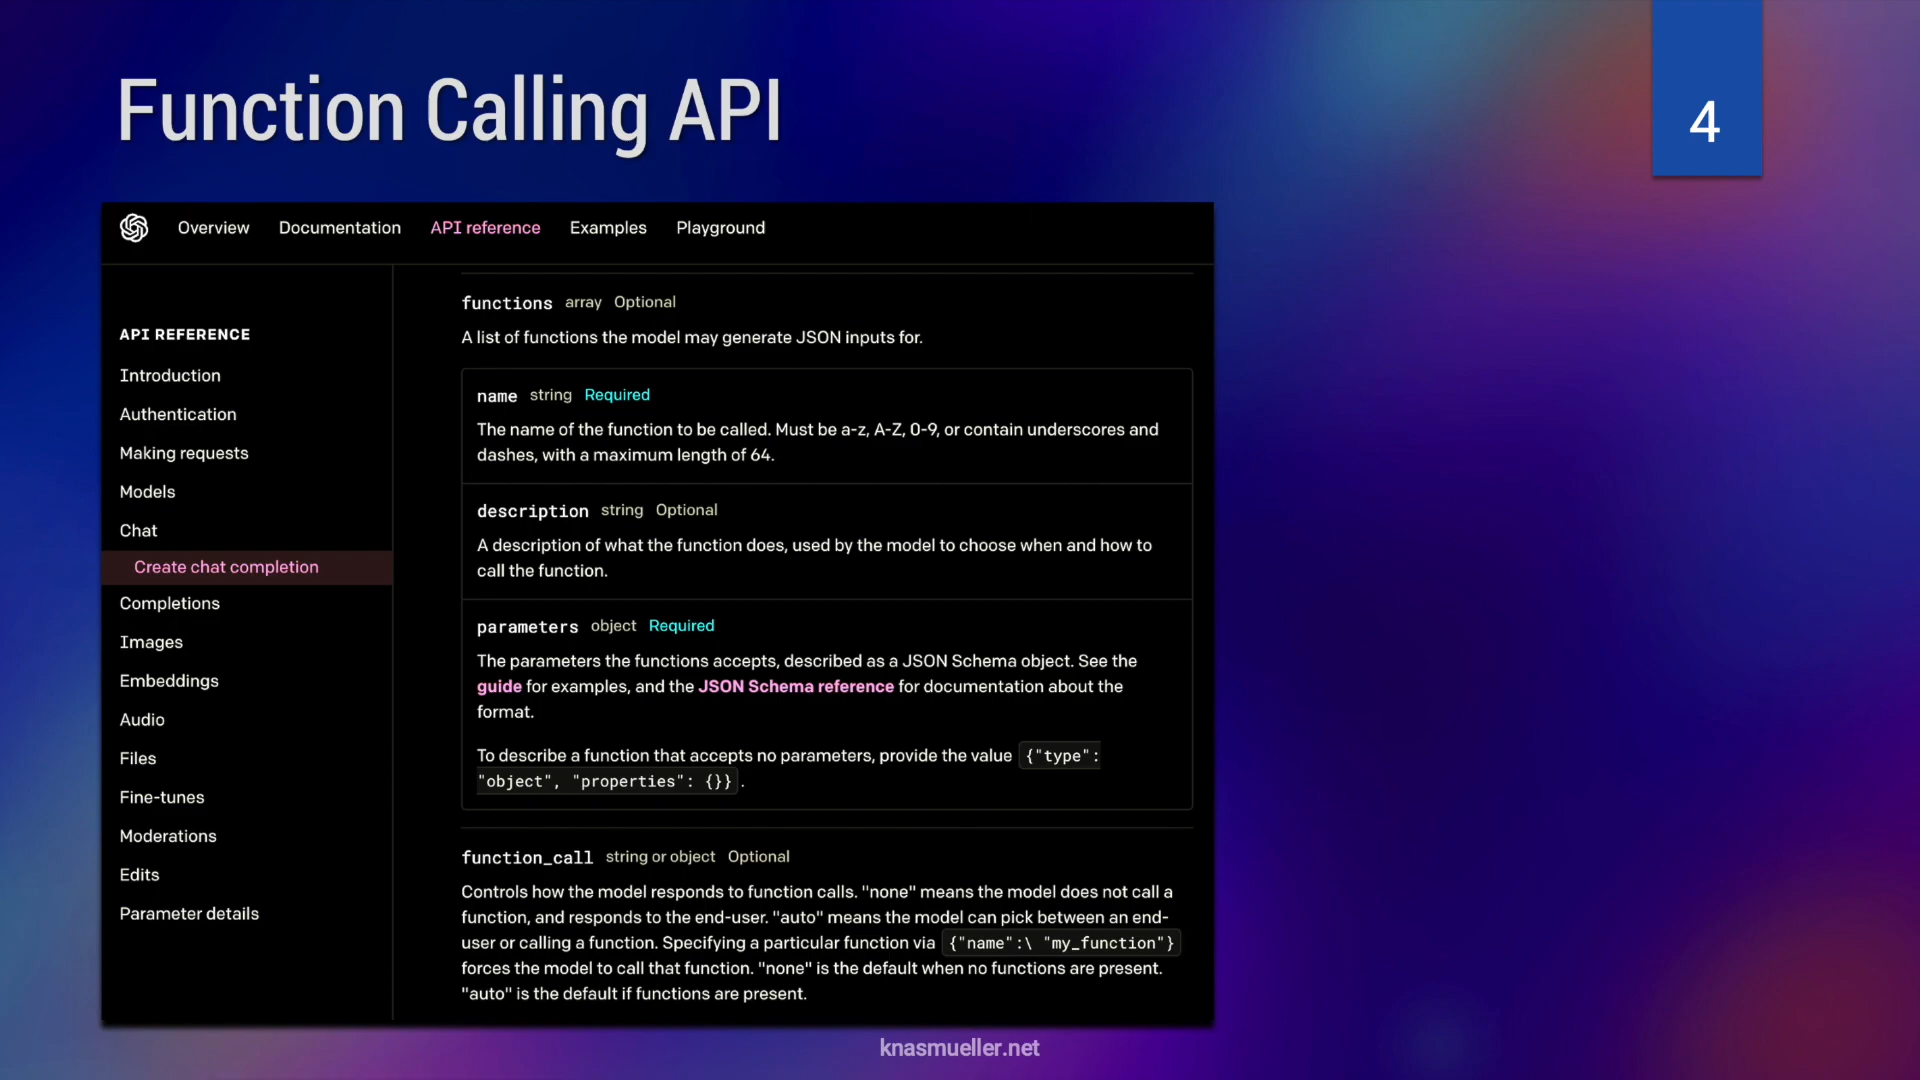 Function Calling API
4
Overview Documentation API reference Examples Playground
API REFERENCE
Introduction
Authentication
Making requests
Models
Chat
Create chat completion
Completions
Images
Embeddings
Audio
Files
Fine-tunes
Moderations
Edits
Parameter details
functions array Optional
A list of functions the model may generate JSON inputs for.
name string Required
The name of the function to be called. Must be a-z, A-Z, 0-9, or contain underscores and
dashes, with a maximum length of 64.
description string Optional
A description of what the function does, used by the model to choose when and how to
call the function.
parameters object Required
The parameters the functions accepts, described as a JSON Schema object. See the
guide for examples, and the JSON Schema reference for documentation about the
format.
To describe a function that accepts no parameters, provide the value {"type":
"object", "properties": {}} .
function_call string or object Optional
Controls how the model responds to function calls. "none" means the model does not call a
function, and responds to the end-user. "auto" means the model can pick between an end-
user or calling a function. Specifying a particular function via {"name":\ "my_function"}
forces the model to call that function. "none" is the default when no functions are present.
"auto" is the default if functions are present.
knasmueller.net